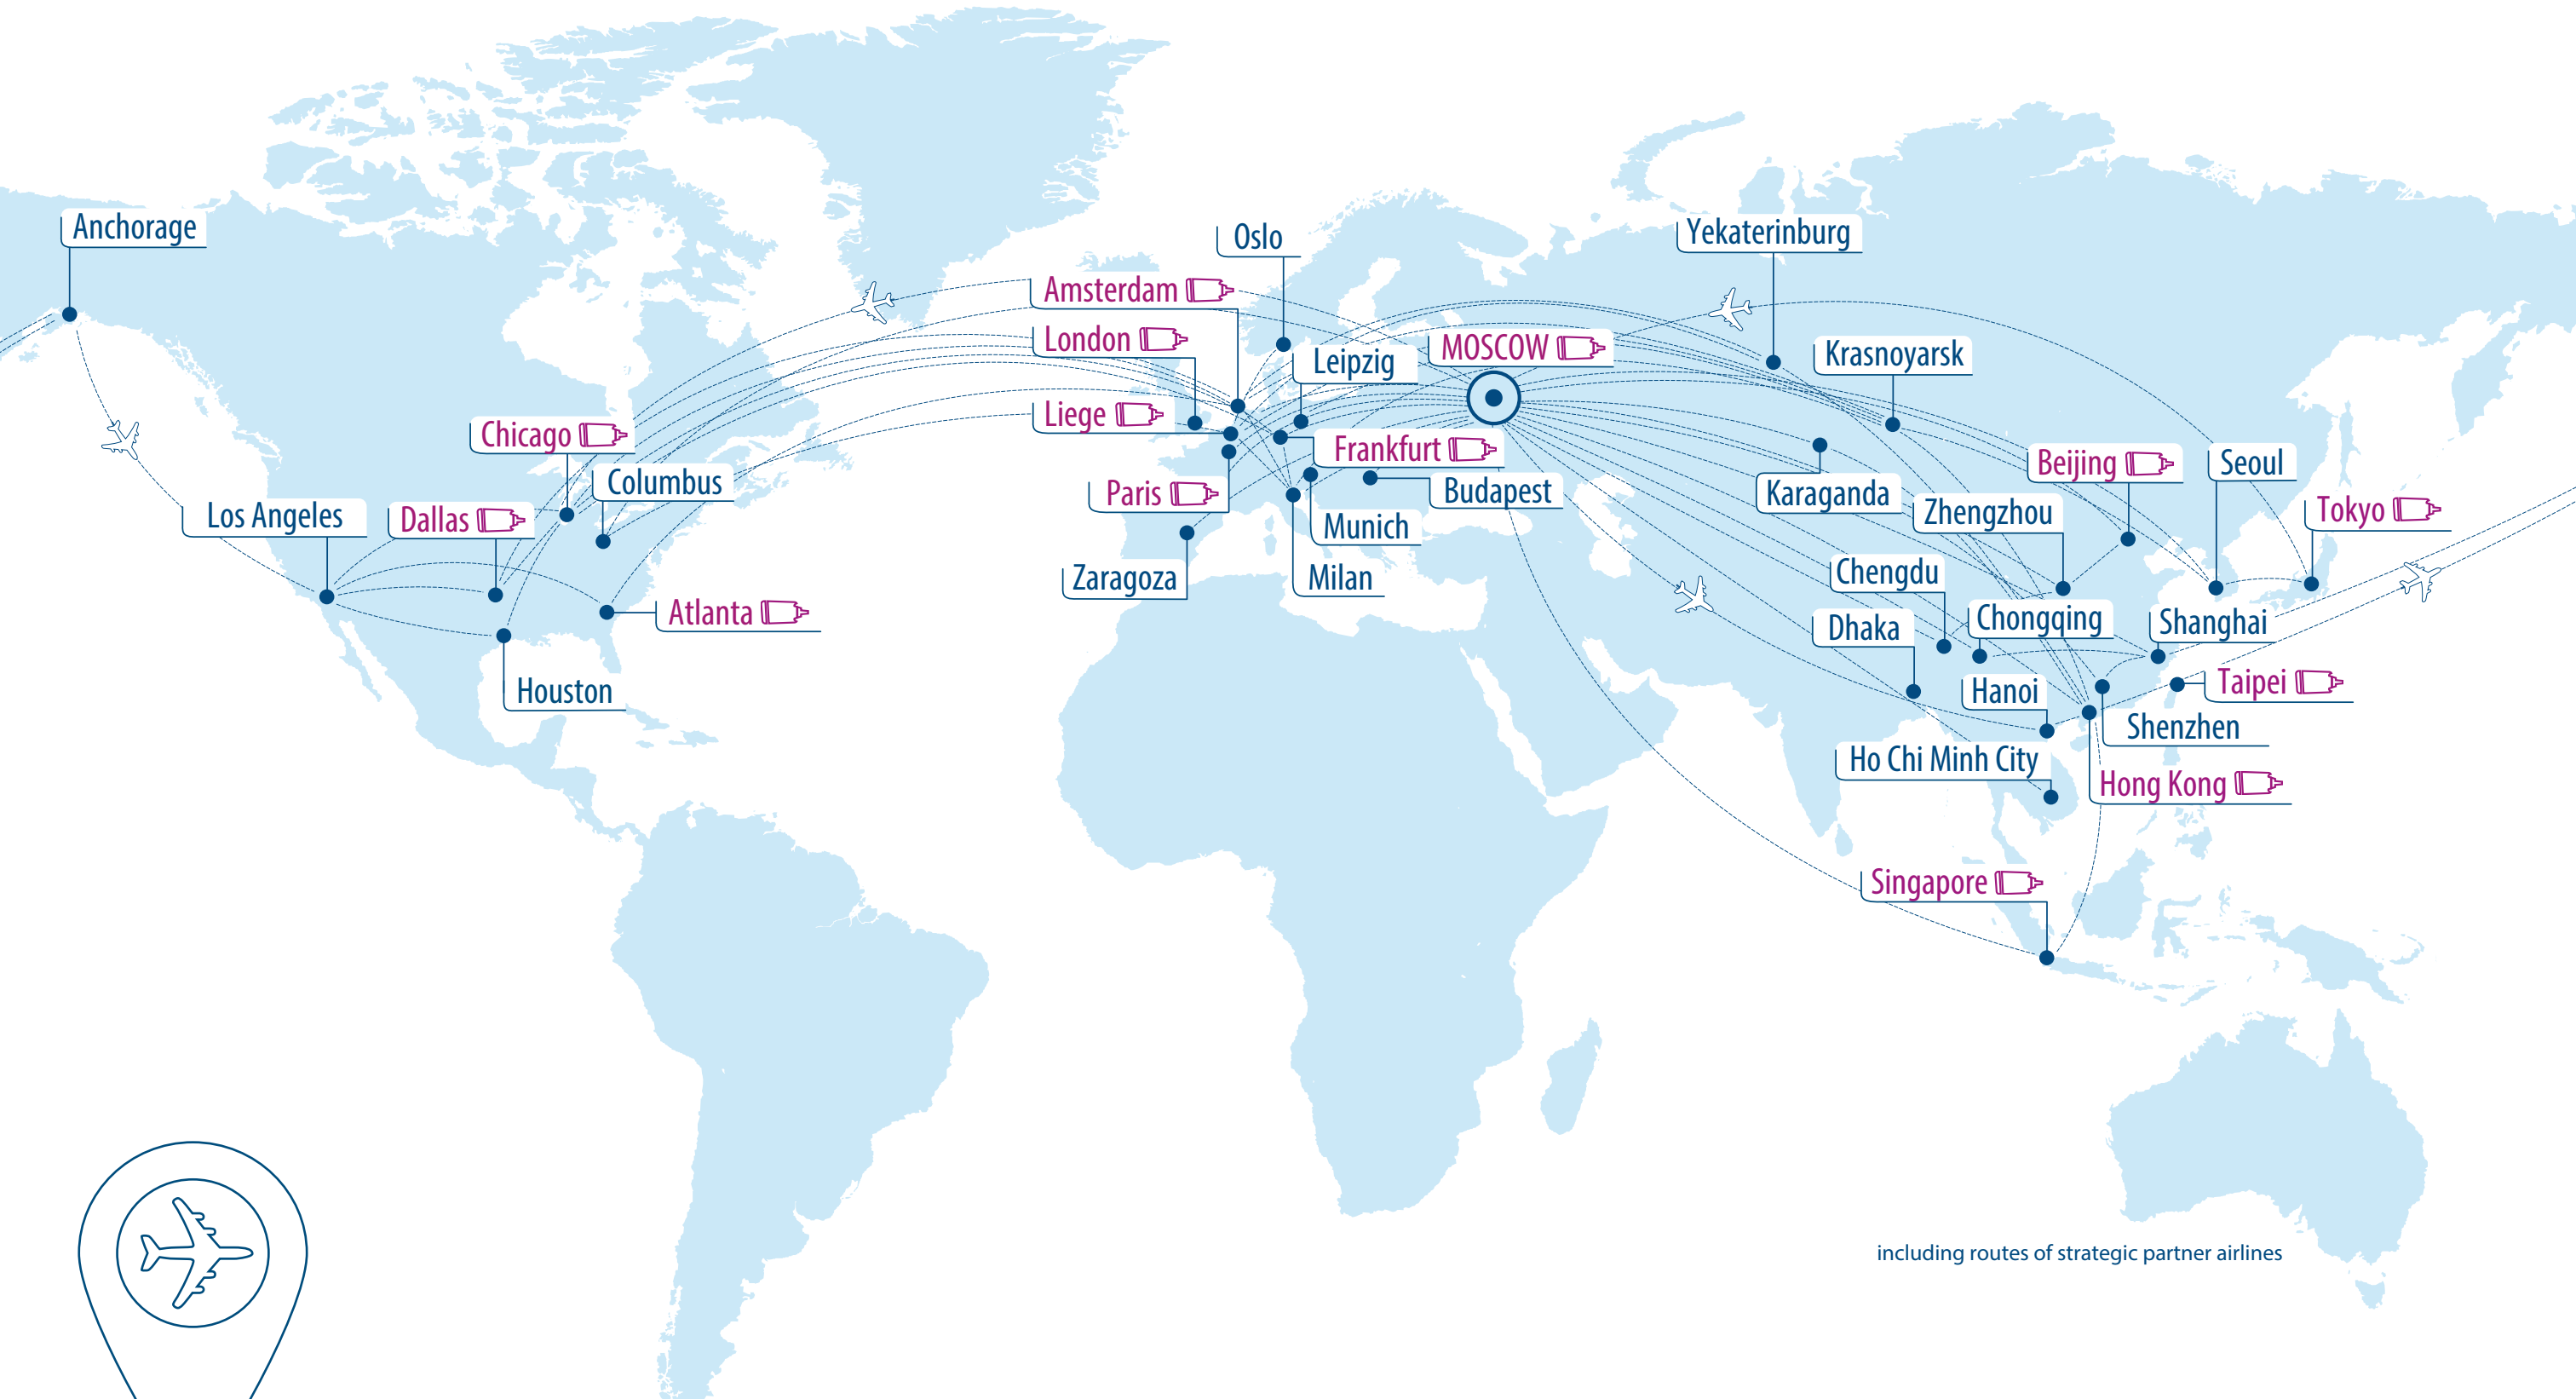 Anchorage
Oslo
Yekaterinburg
Amsterdam
London
Leipzig
MOSCOW
Krasnoyarsk
Liege
Chicago
Frankfurt
Beijing
Seoul
Columbus
Paris
Budapest
Karaganda
Zhengzhou
Tokyo
Los Angeles
Dallas
Munich
Chengdu
Zaragoza
Milan
Atlanta
Dhaka
Chongqing
Shanghai
Houston
Hanoi
Taipei
Shenzhen
Ho Chi Minh City
Hong Kong
Singapore
including routes of strategic partner airlines